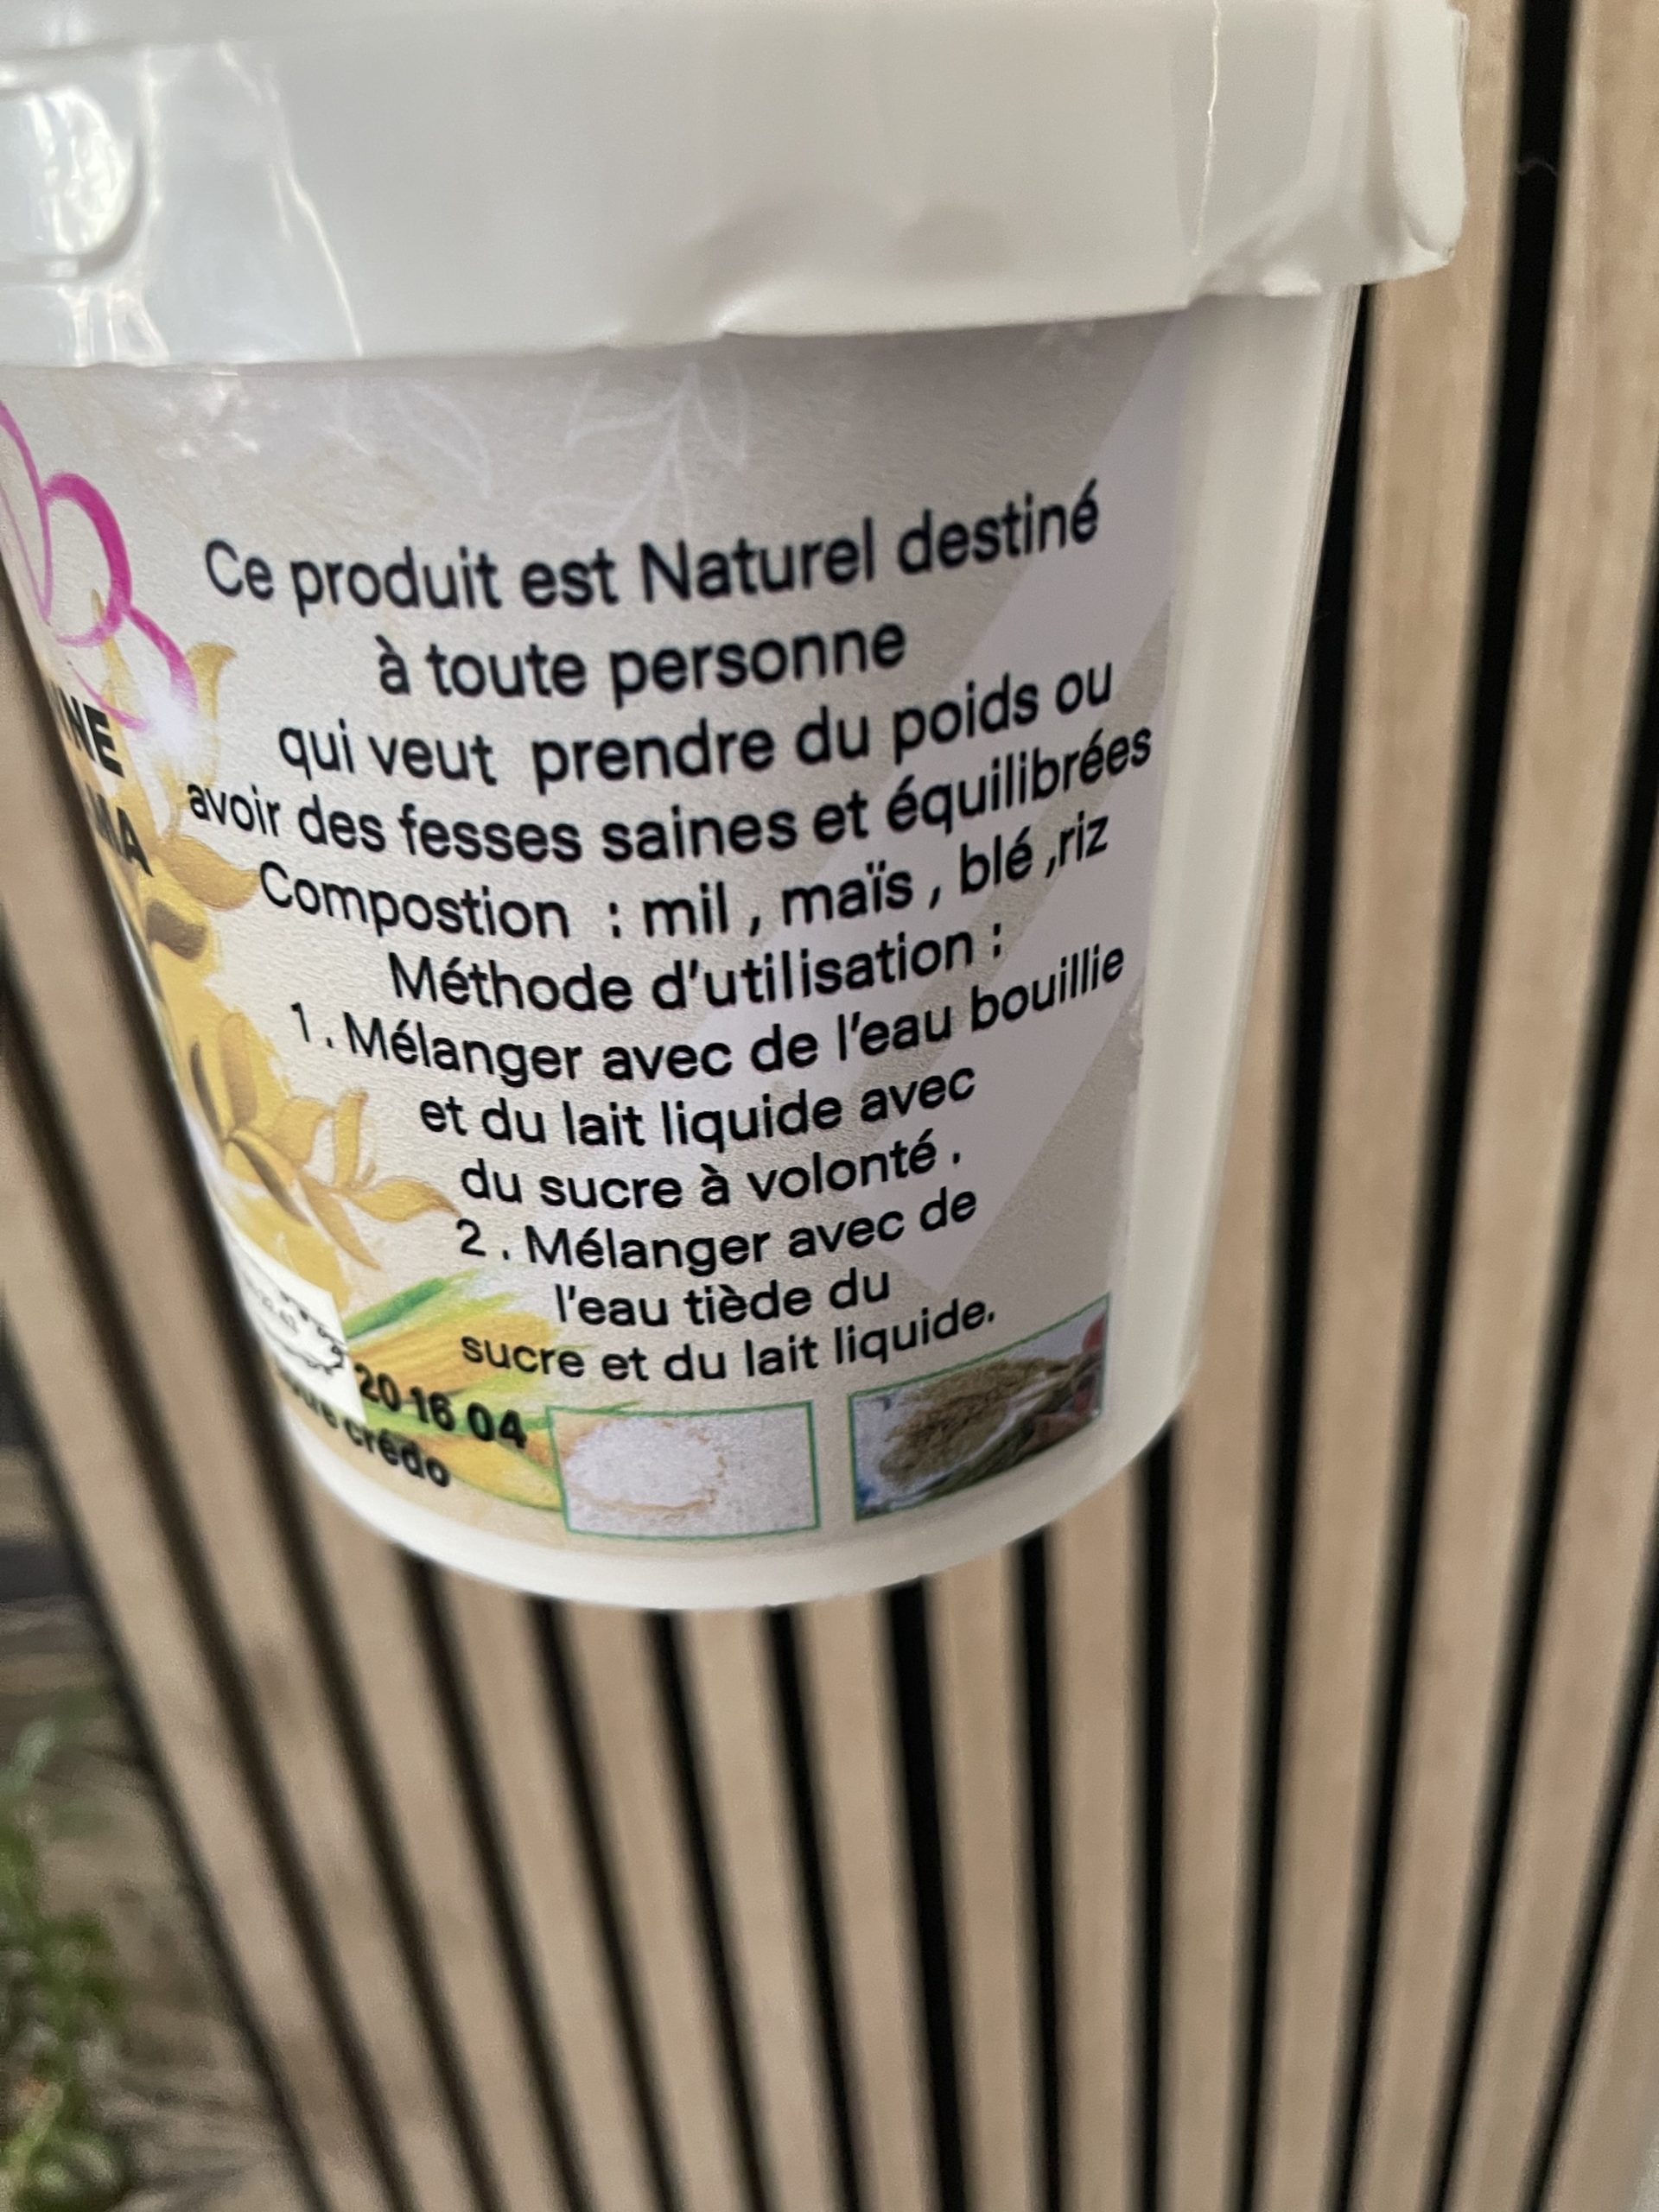 Ce produit est Naturel destiné
à toute personne
qui veut prendre du poids ou
avoir des fesses saines et équilibrées
Compostion : mil , maïs , blé ,riz
Méthode d'utilisation :
1 . Mélanger avec de l'eau bouillie
et du lait liquide avec
du sucre à volonté .
2 . Mélanger avec de
l'eau tiède du
sucre et du lait liquide.
20 16 04
crédo